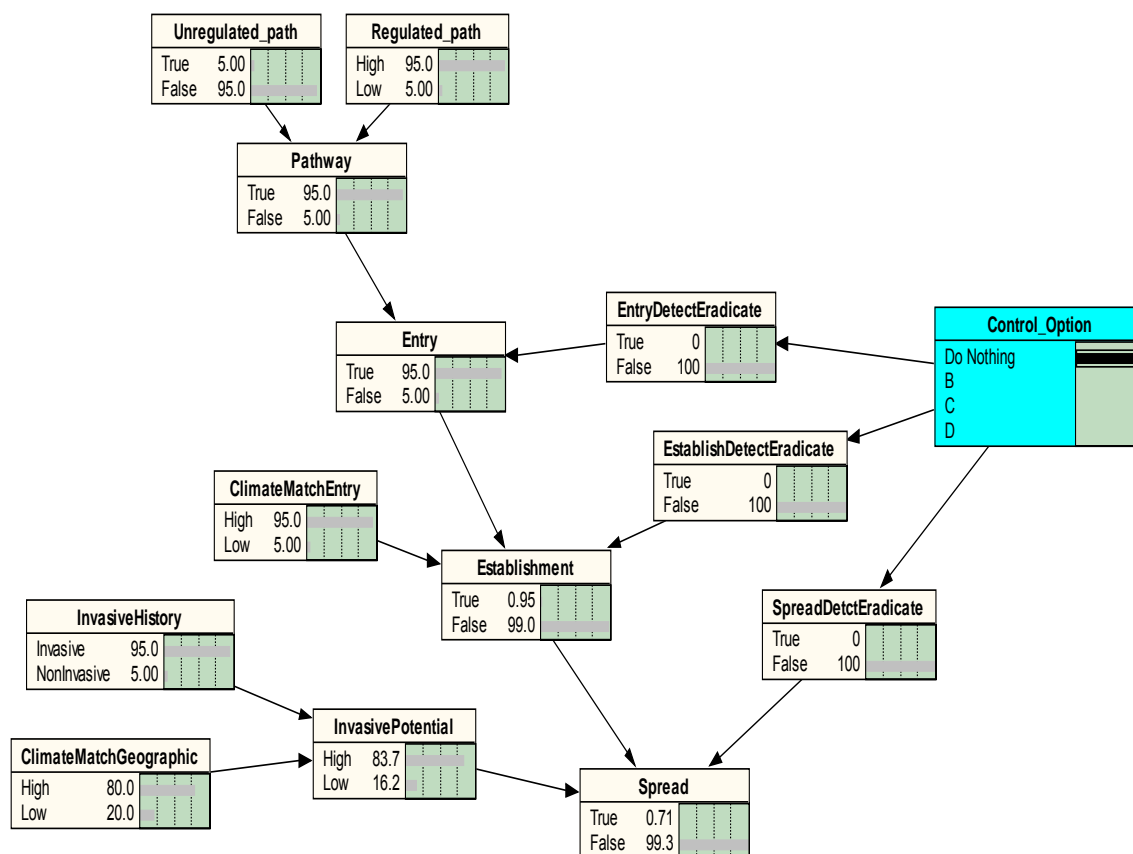 Unregulated_path
True 5.00
False 95.0
Regulated_path
High 95.0
Low 5.00
Pathway
True 95.0
False 5.00
EntryDetectEradicate
True 0
False 100
Control_Option
Do Nothing
B
C
D
Entry
True 95.0
False 5.00
EstablishDetectEradicate
True 0
False 100
ClimateMatchEntry
High 95.0
Low 5.00
Establishment
True 0.95
False 99.0
SpreadDetctEradicate
True 0
False 100
InvasiveHistory
Invasive 95.0
NonInvasive 5.00
InvasivePotential
High 83.7
Low 16.2
ClimateMatchGeographic
High 80.0
Low 20.0
Spread
True 0.71
False 99.3